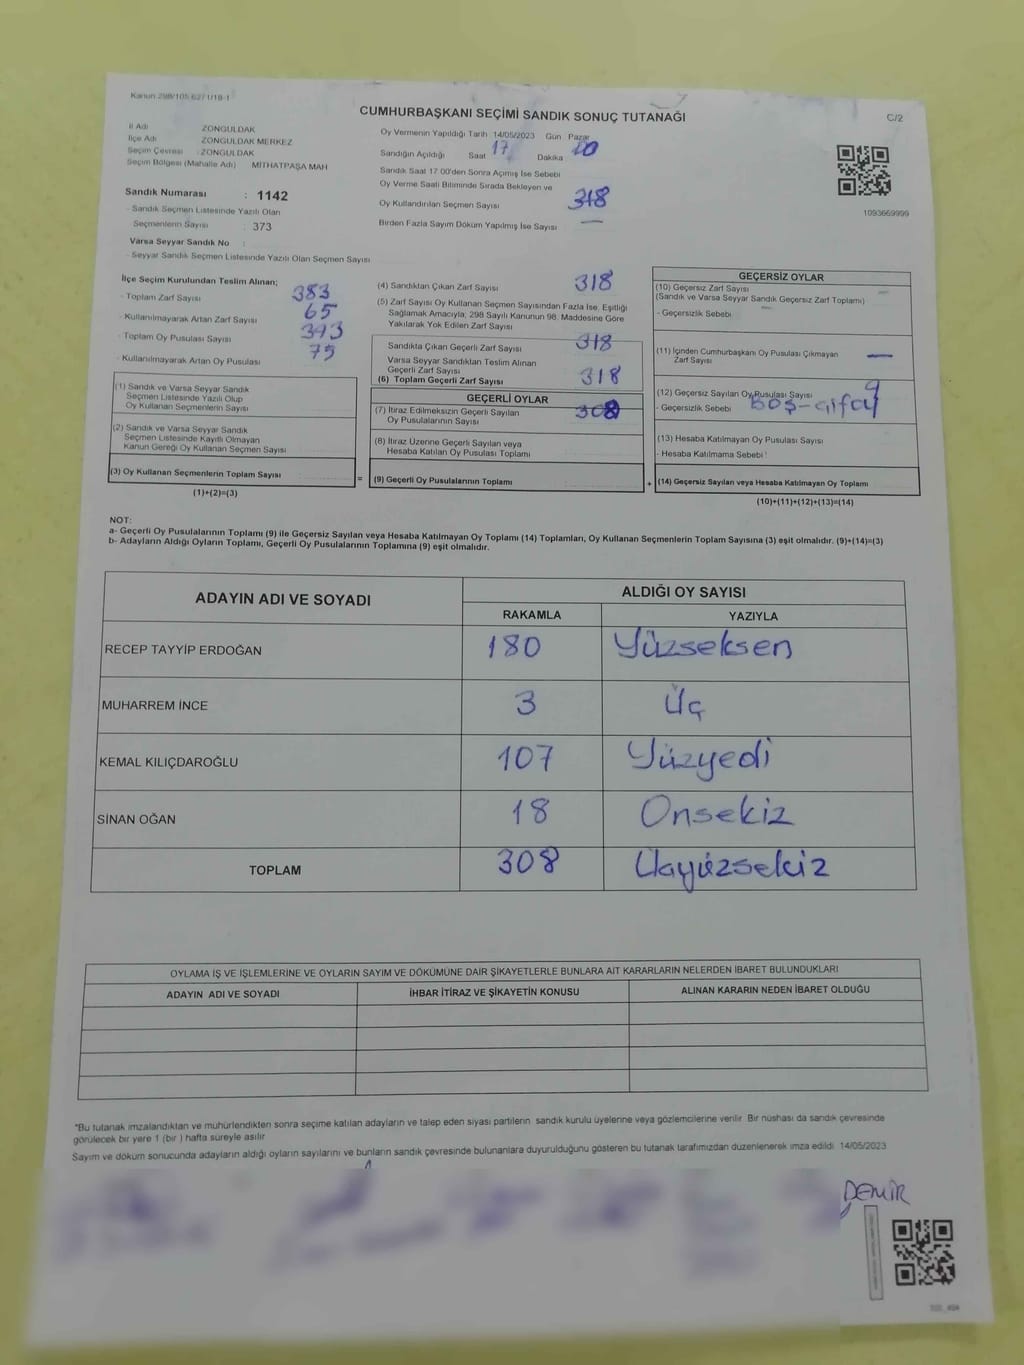 Kanun 298/105.627 1/18-1
CUMHURBAŞKANI SEÇİMİ SANDIK SONUÇ TUTANAĞI
C/2
İl Adı ZONGULDAK
İlçe Adı ZONGULDAK MERKEZ
Seçim Çevresi : ZONGULDAK
Seçim Bölgesi (Mahalle Adı) MİTHATPAŞA MAH
Sandık Numarası : 1142
- Sandık Seçmen Listesinde Yazılı Olan
Seçmenlerin Sayısı : 373
Varsa Seyyar Sandık No :
- Seyyar Sandık Seçmen Listesinde Yazılı Olan Seçmen Sayısı
Oy Vermenin Yapıldığı Tarih 14/05/2023 Gün Pazar
Sandığın Açıldığı Saat 17 Dakika
Sandık Saat 17.00'den Sonra Açımış İse Sebebi
Oy Verme Saati Bitiminde Sırada Bekleyen ve
Oy Kullandırılan Seçmen Sayısı 318
Birden Fazla Sayım Döküm Yapılmış İse Sayısı —
1093669999
İlçe Seçim Kurulundan Teslim Alınan;
- Toplam Zarf Sayısı 383
- Kullanılmayarak Artan Zarf Sayısı 65
- Toplam Oy Pusulası Sayısı 393
- Kullanılmayarak Artan Oy Pusulası 75
(1) Sandık ve Varsa Seyyar Sandık
Seçmen Listesinde Yazılı Olup
Oy Kullanan Seçmenlerin Sayısı
(2) Sandık ve Varsa Seyyar Sandık
Seçmen Listesinde Kayıtlı Olmayan
Kanun Gereği Oy Kullanan Seçmen Sayısı
(3) Oy Kullanan Seçmenlerin Toplam Sayısı
=
(1)+(2)=(3)
(4) Sandıktan Çıkan Zarf Sayısı 318
(5) Zarf Sayısı Oy Kullanan Seçmen Sayısından Fazla İse, Eşitliği
Sağlamak Amacıyla; 298 Sayılı Kanunun 98. Maddesine Göre
Yakılarak Yok Edilen Zarf Sayısı
Sandıkta Çıkan Geçerli Zarf Sayısı 318
Varsa Seyyar Sandıktan Teslim Alınan
Geçerli Zarf Sayısı
(6) Toplam Geçerli Zarf Sayısı 318
GEÇERLİ OYLAR
(7) İtiraz Edilmeksizin Geçerli Sayılan 308
Oy Pusulalarının Sayısı
(8) İtiraz Üzerine Geçerli Sayılan veya
Hesaba Katılan Oy Pusulası Toplamı
(9) Geçerli Oy Pusulalarının Toplamı
+
GEÇERSİZ OYLAR
(10) Geçersiz Zarf Sayısı —
(Sandık ve Varsa Seyyar Sandık Geçersiz Zarf Toplamı)
- Geçersizlik Sebebi
(11) İçinden Cumhurbaşkanı Oy Pusulası Çıkmayan —
Zarf Sayısı
(12) Geçersiz Sayılan Oy Pusulası Sayısı
- Geçersizlik Sebebi BOŞ-
(13) Hesaba Katılmayan Oy Pusulası Sayısı
- Hesaba Katılmama Sebebi
(14) Geçersiz Sayılan veya Hesaba Katılmayan Oy Toplamı
(10)+(11)+(12)+(13)=(14)
NOT:
a- Geçerli Oy Pusulalarının Toplamı (9) ile Geçersiz Sayılan veya Hesaba Katılmayan Oy Toplamı (14) Toplamları, Oy Kullanan Seçmenlerin Toplam Sayısına (3) eşit olmalıdır. (9)+(14)=(3)
b- Adayların Aldığı Oyların Toplamı, Geçerli Oy Pusulalarının Toplamına (9) eşit olmalıdır.
ADAYIN ADI VE SOYADI
ALDIĞI OY SAYISI
RAKAMLA YAZIYLA
RECEP TAYYİP ERDOĞAN 180 Yüzseksen
MUHARREM İNCE 3 Üç
KEMAL KILIÇDAROĞLU 107 Yüzyedi
SİNAN OĞAN 18 Onsekiz
TOPLAM 308 Üçyüzsekiz
OYLAMA İŞ VE İŞLEMLERİNE VE OYLARIN SAYIM VE DÖKÜMÜNE DAİR ŞİKAYETLERLE BUNLARA AİT KARARLARIN NELERDEN İBARET BULUNDUKLARI
ADAYIN ADI VE SOYADI İHBAR İTİRAZ VE ŞİKAYETİN KONUSU ALINAN KARARIN NEDEN İBARET OLDUĞU
"Bu tutanak imzalandıktan ve mühürlendikten sonra seçime katılan adayların ve talep eden siyasi partilerin sandık kurulu üyelerine veya gözlemcilerine verilir. Bir nüshası da sandık çevresinde
görülecek bir yere 1 (bir ) hafta süreyle asılır
Sayım ve döküm sonucunda adayların aldığı oyların sayılarını ve bunların sandık çevresinde bulunanlara duyurulduğunu gösteren bu tutanak tarafımızdan düzenlenerek imza edildi. 14/05/2023
DEMİR